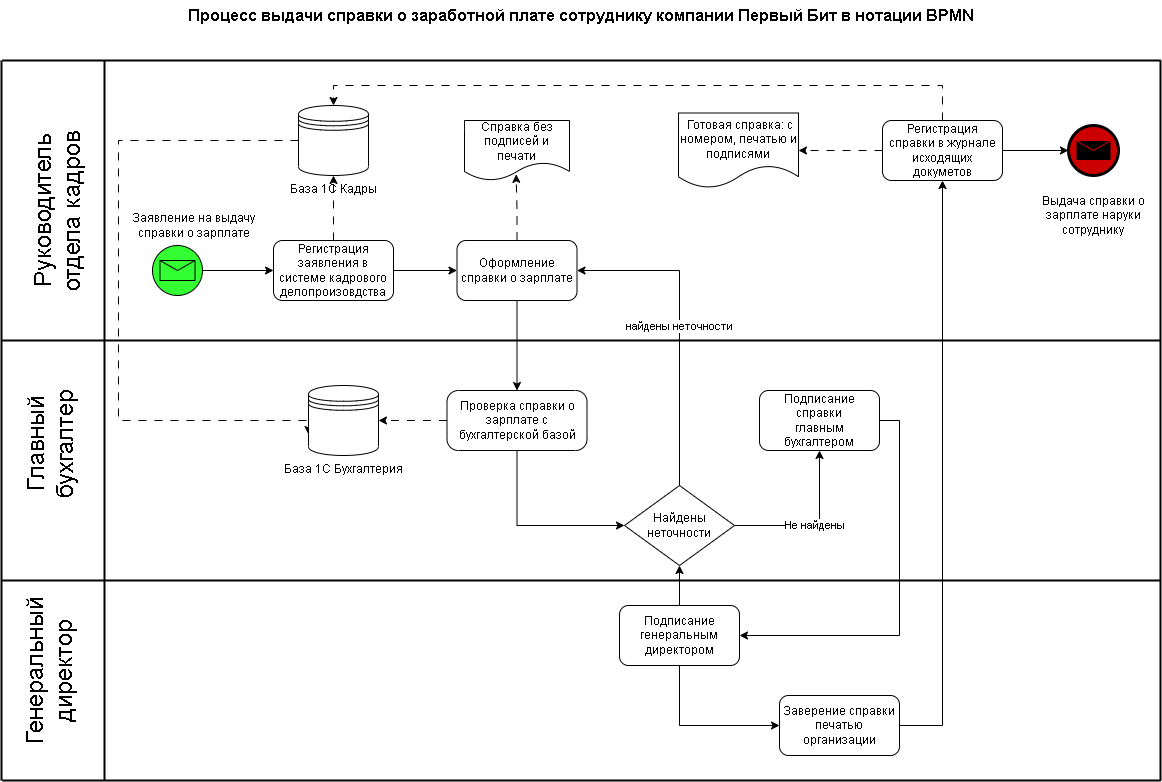 Процесс выдачи справки о заработной плате сотруднику компании Первый Бит в нотации BPMN
Руководитель
отдела кадров
База 1С Кадры
Справка без
подписей и
печати
Готовая справка: с
номером, печатью и
подписями
Регистрация
справки в журнале
исходящих
докуметов
Выдача справки о
зарплате наруки
сотруднику
Заявление на выдачу
справки о зарплате
Регистрация
заявления в
системе кадрового
делопроизовдства
Оформление
справки о зарплате
найдены неточности
Главный
бухгалтер
База 1С Бухгалтерия
Проверка справки о
зарплате с
бухгалтерской базой
Подписание
справки
главным
бухгалтером
Найдены
неточности
Не найдены
Генеральный
директор
Подписание
генеральным
директором
Заверение справки
печатью
организации